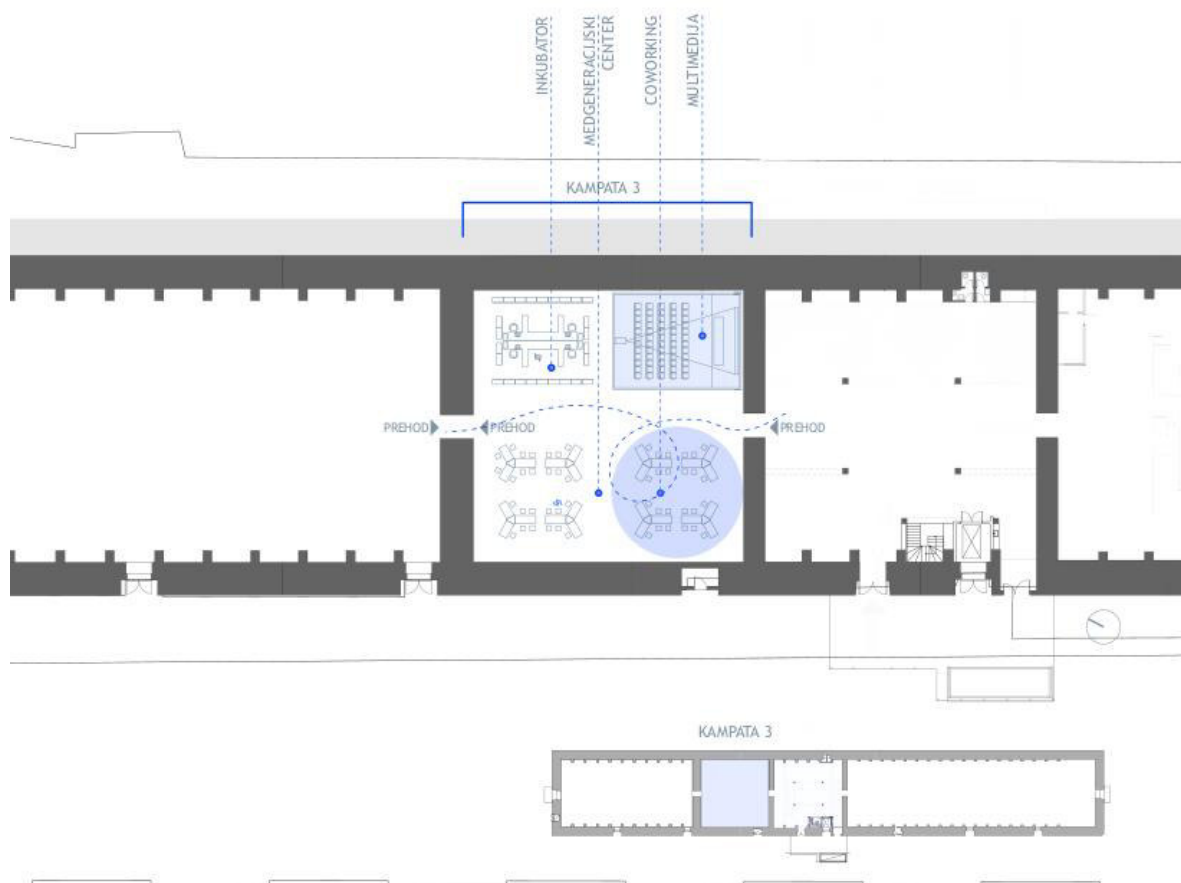 INKUBATOR
MEDGENERACIJSKI
CENTER
COWORKING
MULTIMEDIJA
KAMPATA 3
PREHOD
PREHOD
PREHOD
KAMPATA 3